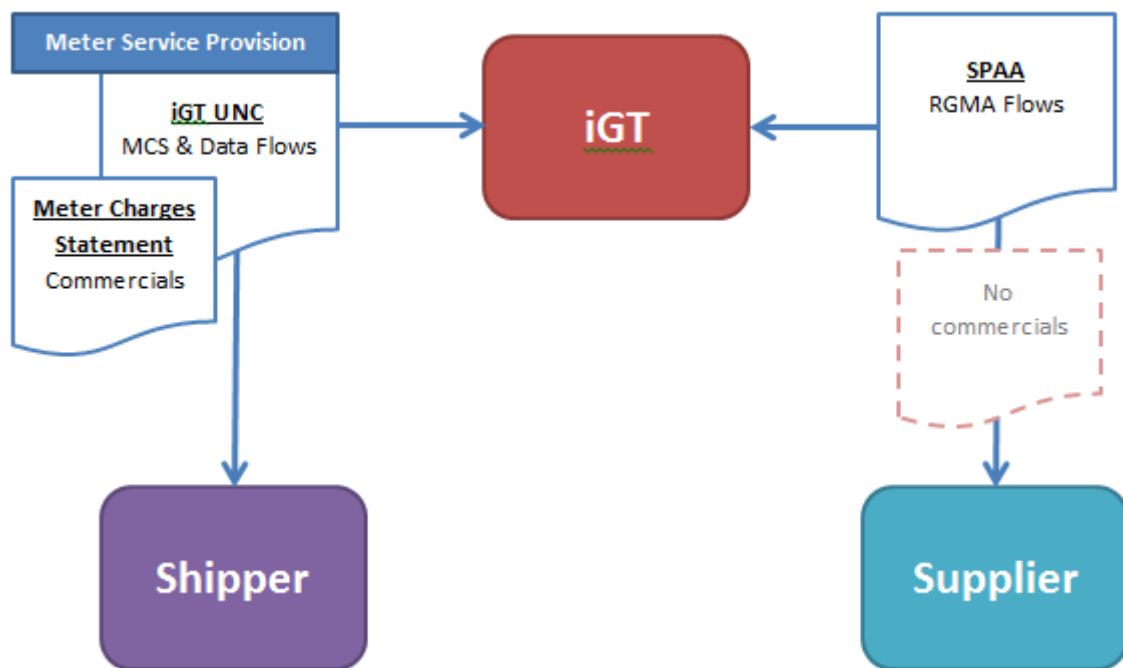 Meter Service Provision
iGT UNC
MCS & Data Flows
Meter Charges
Statement
Commercials
iGT
SPAA
RGMA Flows
No
commercials
Shipper
Supplier